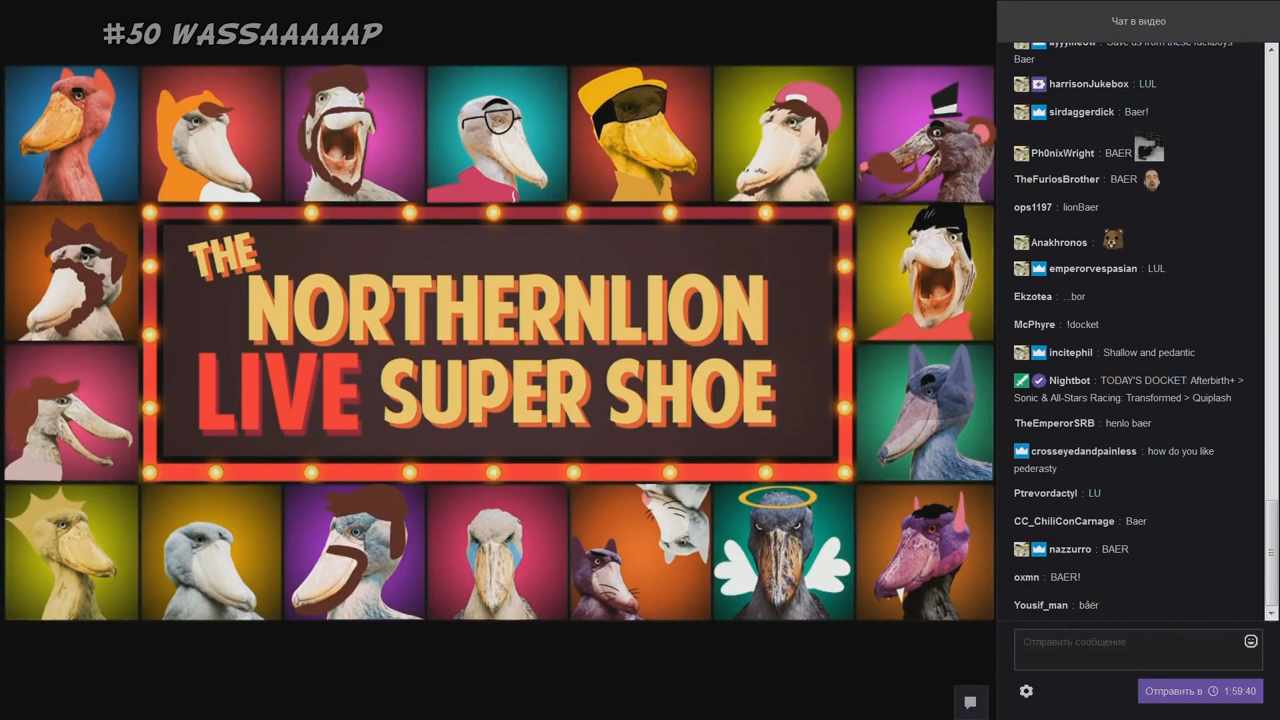 #50 WASSAAAAAP
THE
NORTHERNLION
LIVE SUPER SHOE
Чат в видео
Baer
harrisonJukebox : LUL
sirdaggerdick : Baer!
Ph0nixWright : BAER
TheFuriosBrother : BAER
ops1197 : lionBaer
Anakhronos :
emperorvespasian : LUL
Ekzotea : ...bor
McPhyre : !docket
incitephil : Shallow and pedantic
Nightbot : TODAY'S DOCKET: Afterbirth+ >
Sonic & All-Stars Racing: Transformed > Quiplash
TheEmperorSRB : henlo baer
crosseyedandpainless : how do you like
pederasty
Ptrevordactyl : LU
CC_ChiliConCarnage : Baer
nazzurro : BAER
oxmn : BAER!
Yousif_man : båër
Отправить сообщение
Отправить в 1:59:40